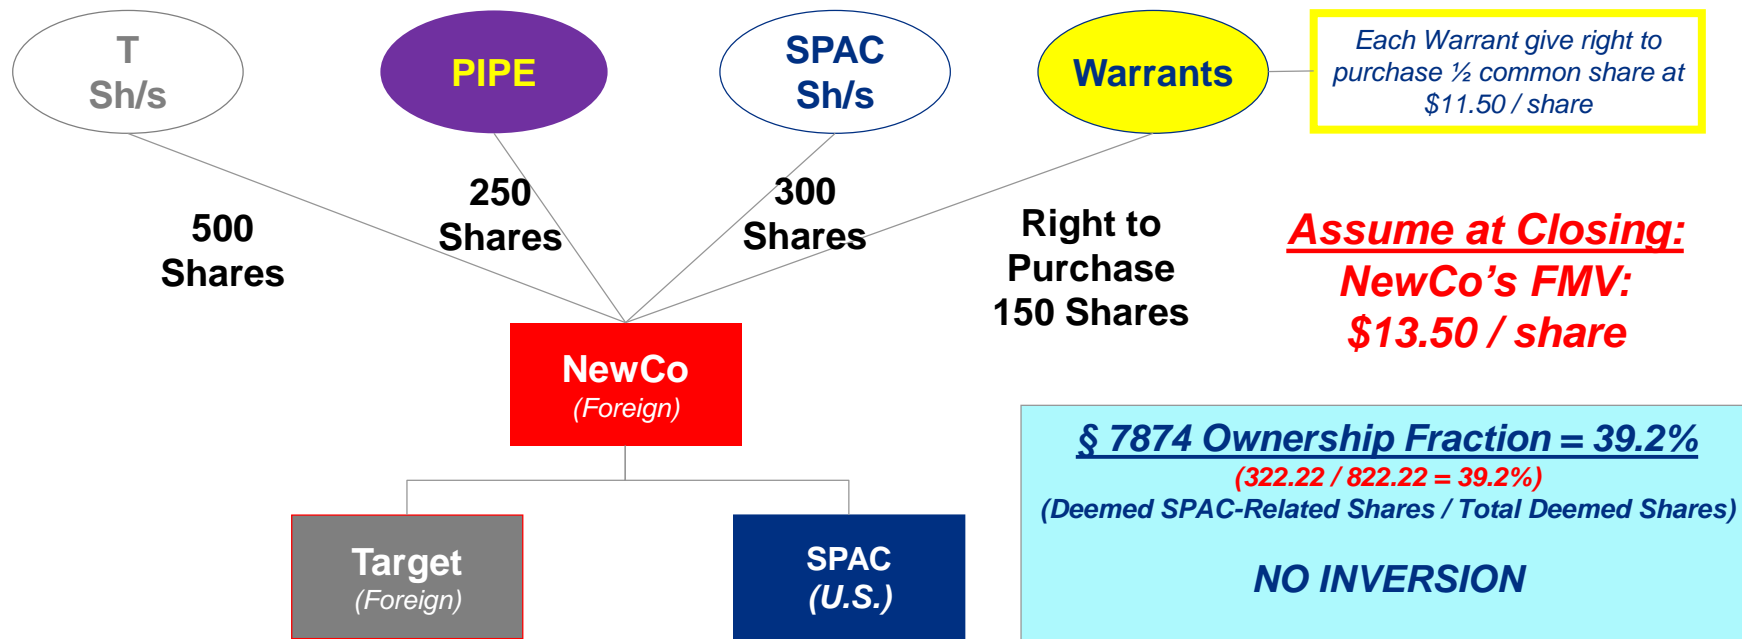 T
Sh/s
PIPE
SPAC
Sh/s
Warrants
Each Warrant give right to
purchase ½ common share at
$11.50 / share
500
Shares
250
Shares
300
Shares
Right to
Purchase
150 Shares
Assume at Closing:
NewCo’s FMV:
$13.50 / share
NewCo
(Foreign)
Target
(Foreign)
SPAC
(U.S.)
§ 7874 Ownership Fraction = 39.2%
(322.22 / 822.22 = 39.2%)
(Deemed SPAC-Related Shares / Total Deemed Shares)
NO INVERSION